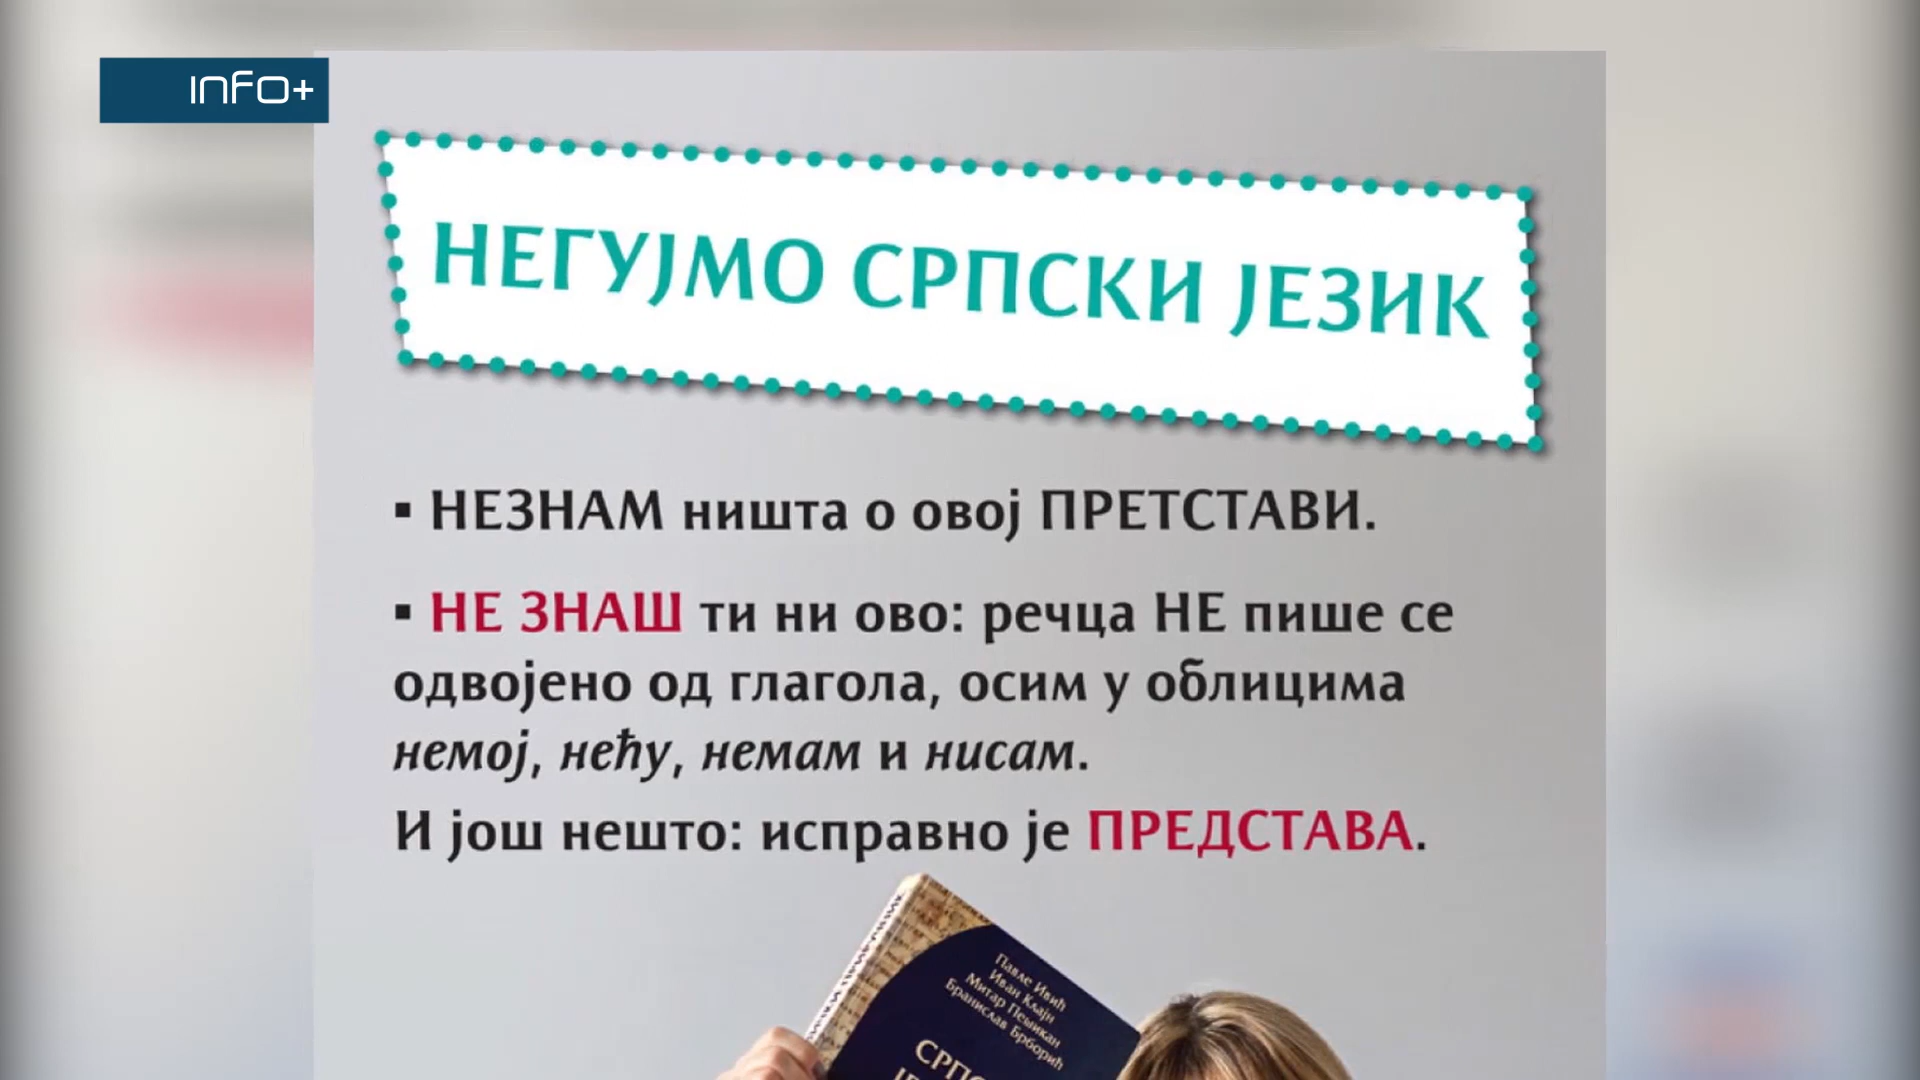 INFO+
НЕГУЈМО СРПСКИ ЈЕЗИК
▪ НЕЗНАМ ништа о овој ПРЕТСТАВИ.
▪ НЕ ЗНАШ ти ни ово: речца НЕ пише се
одвојено од глагола, осим у облицима
немој, нећу, немам и нисам.
И још нешто: исправно је ПРЕДСТАВА.
Павле Ивић
Иван Клајн
Митар Пешикан
Бранислав Брборић